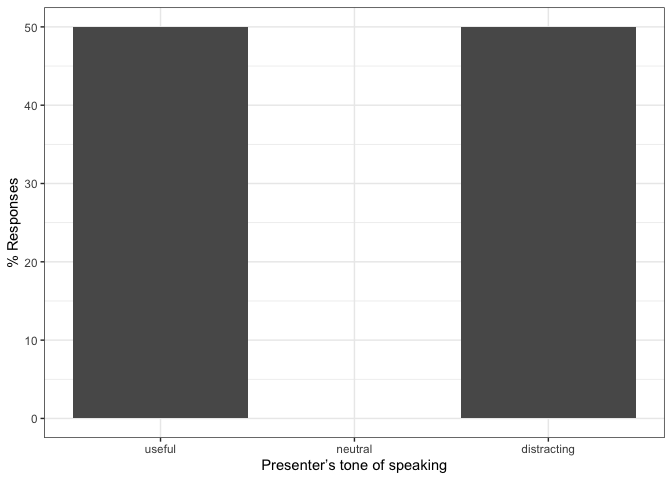 50
40
30
20
10
0
% Responses
useful neutral distracting
Presenter’s tone of speaking